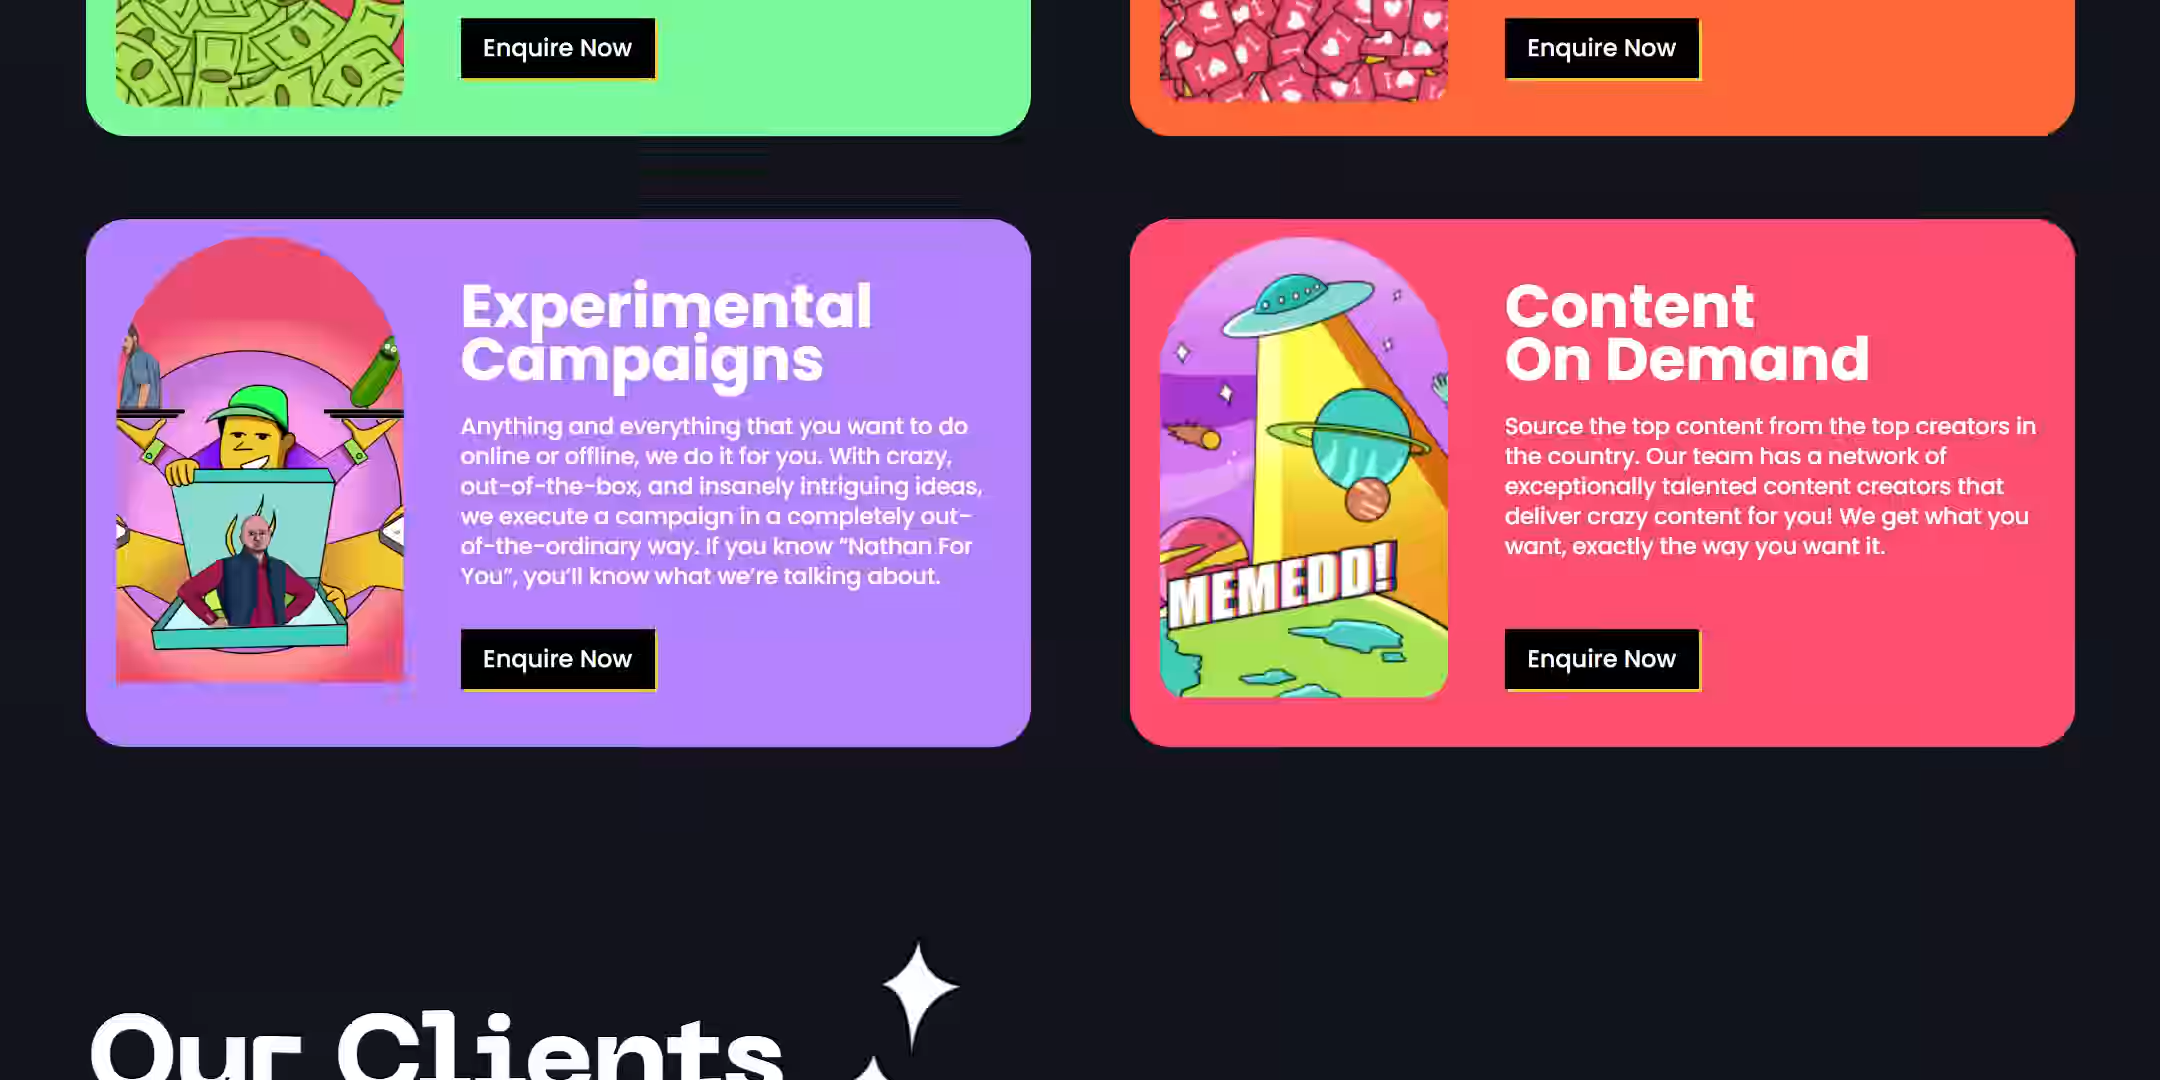 Enquire Now
Enquire Now
Experimental
Campaigns
Anything and everything that you want to do
online or offline, we do it for you. With crazy,
out-of-the-box, and insanely intriguing ideas,
we execute a campaign in a completely out-
of-the-ordinary way. If you know “Nathan For
You”, you’ll know what we’re talking about.
Enquire Now
MEMEDD!
Content
On Demand
Source the top content from the top creators in
the country. Our team has a network of
exceptionally talented content creators that
deliver crazy content for you! We get what you
want, exactly the way you want it.
Enquire Now
Our Clients